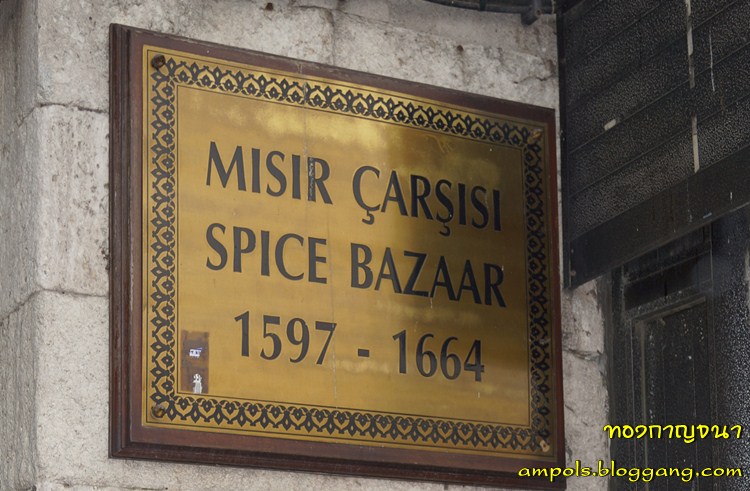 MISIR ÇARŞISI
SPICE BAZAAR
1597 - 1664
ทองกาญจนา
ampols.bloggang.com